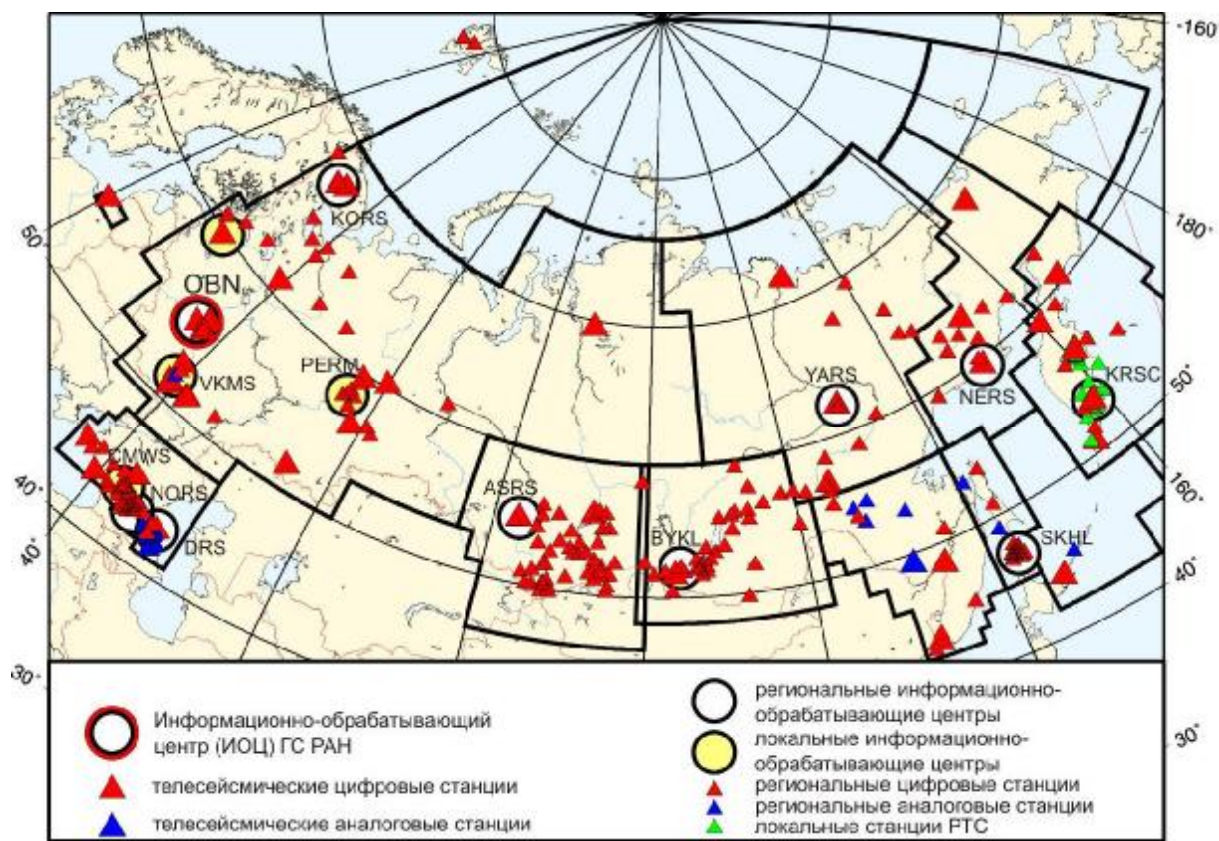 -160
180
160
50
40
30
50
40
40
30
KORS
OBN
VKMS
PERM
YARS
NERS
KRSC
CMWS
NORS
DRS
ASRS
BYKL
SKHL
Информационно-обрабатывающий
центр (ИОЦ) ГС РАН
телесейсмические цифровые станции
телесейсмические аналоговые станции
региональные информационно-
обрабатывающие центры
локальные информационно-
обрабатывающие центры
региональные цифровые станции
региональные аналоговые станции
локальные станции РТС